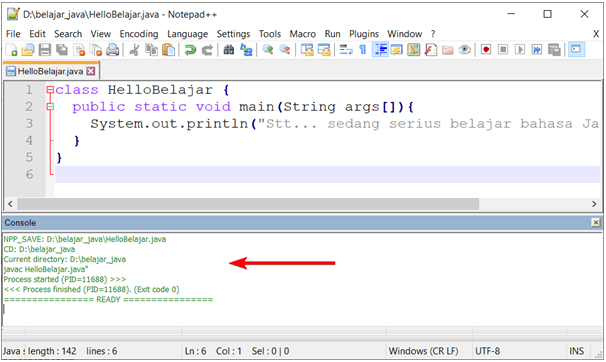 D:\belajar_java\HelloBelajar.java - Notepad++
File Edit Search View Encoding Language Settings Tools Macro Run Plugins Window ? X
HelloBelajar.java
1 class HelloBelajar {
2 public static void main(String args[]){
3 System.out.println("Stt... sedang serius belajar bahasa Ja
4 }
5 }
6
Console
NPP_SAVE: D:\belajar_java\HelloBelajar.java
CD: D:\belajar_java
Current directory: D:\belajar_java
javac HelloBelajar.java"
Process started (PID=11688) >>>
<<< Process finished (PID=11688). (Exit code 0)
================ READY ================
Java s length : 142 lines : 6 Ln : 6 Col : 1 Sel : 0 | 0 Windows (CR LF) UTF-8 INS